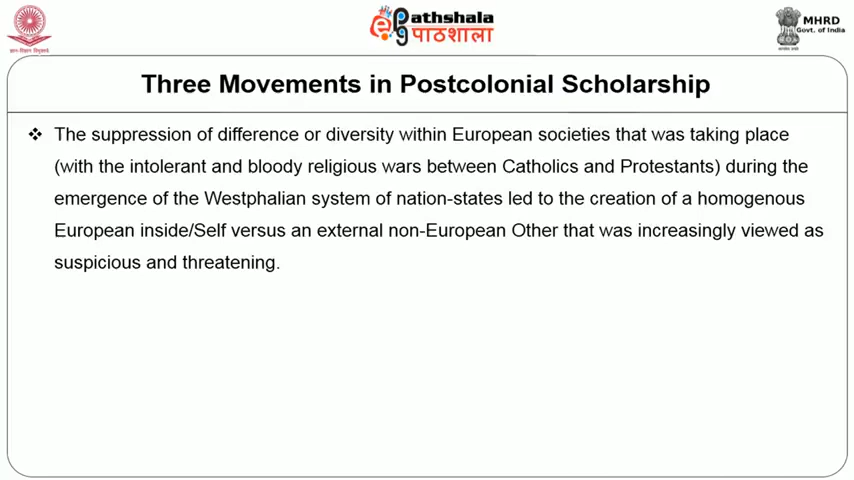 ePathshala
पाठशाला
MHRD
Govt. of India
Three Movements in Postcolonial Scholarship
❖ The suppression of difference or diversity within European societies that was taking place
(with the intolerant and bloody religious wars between Catholics and Protestants) during the
emergence of the Westphalian system of nation-states led to the creation of a homogenous
European inside/Self versus an external non-European Other that was increasingly viewed as
suspicious and threatening.